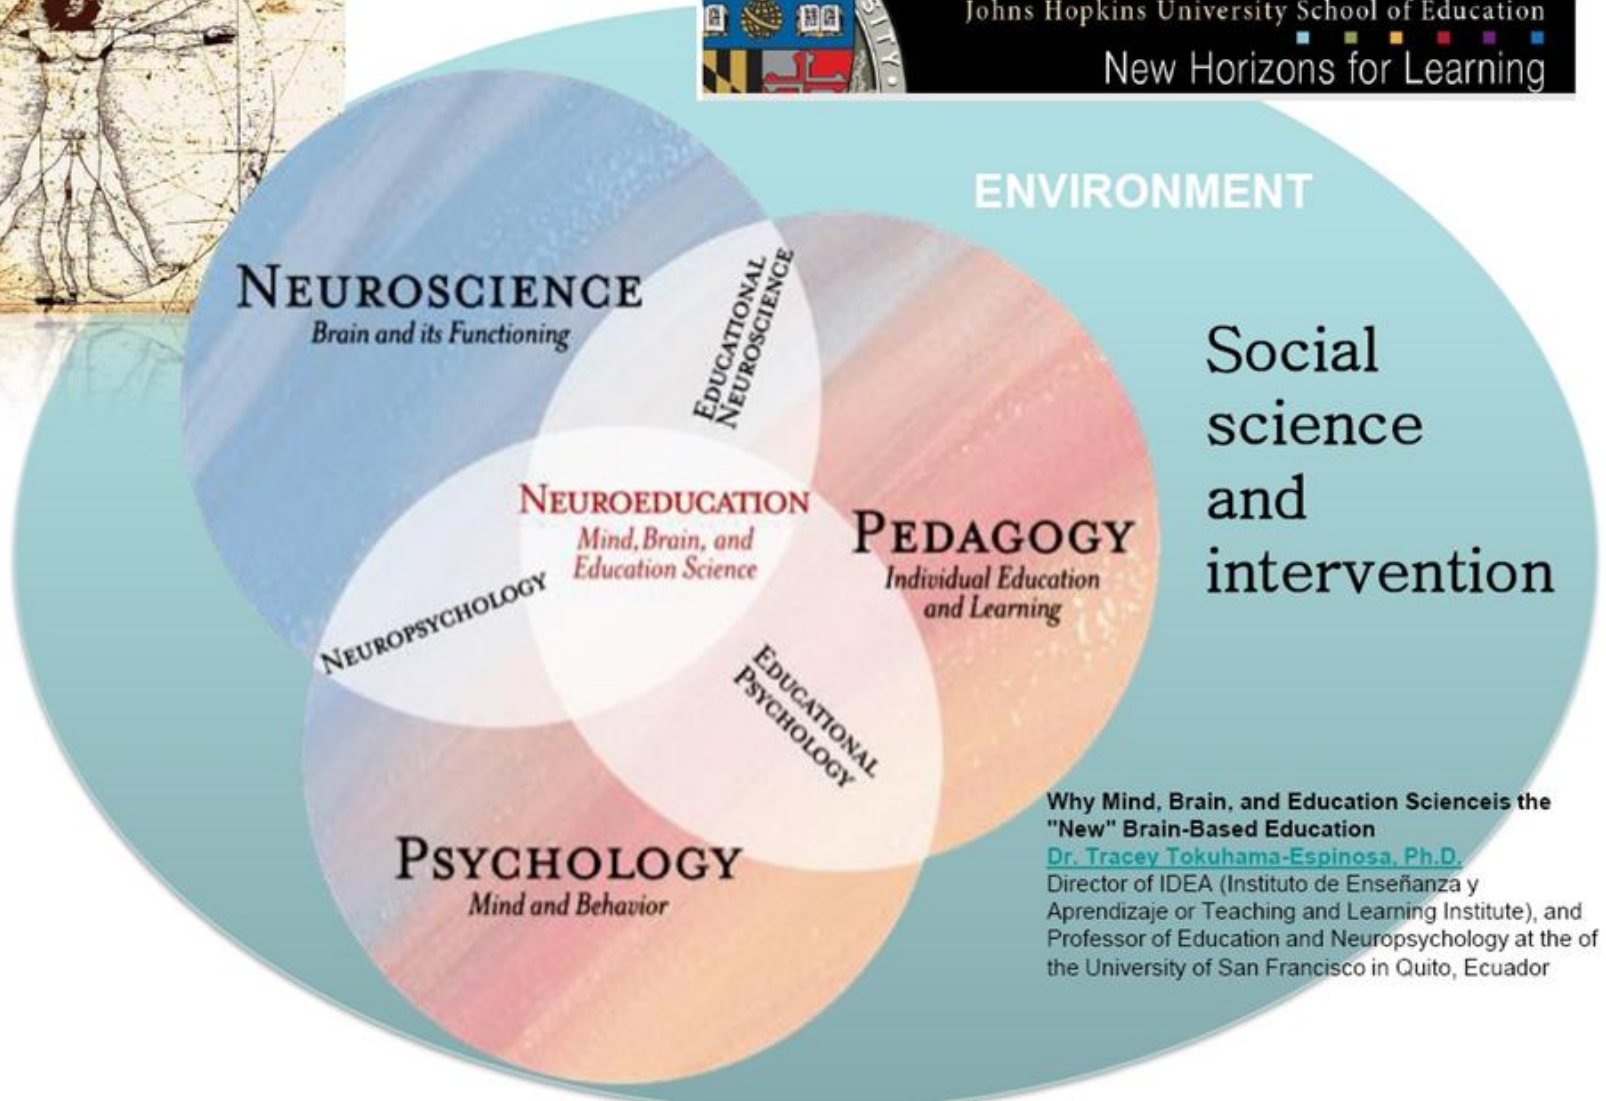 Johns Hopkins University School of Education
New Horizons for Learning
SITY
ENVIRONMENT
NEUROSCIENCE
Brain and its Functioning
EDUCATIONAL
NEUROSCIENCE
Social
science
and
intervention
NEUROEDUCATION
Mind, Brain, and
Education Science
PEDAGOGY
Individual Education
and Learning
NEUROPSYCHOLOGY
EDUCATIONAL
PSYCHOLOGY
PSYCHOLOGY
Mind and Behavior
Why Mind, Brain, and Education Scienceis the
"New" Brain-Based Education
Dr. Tracey Tokuhama-Espinosa, Ph.D.
Director of IDEA (Instituto de Enseñanza y
Aprendizaje or Teaching and Learning Institute), and
Professor of Education and Neuropsychology at the of
the University of San Francisco in Quito, Ecuador